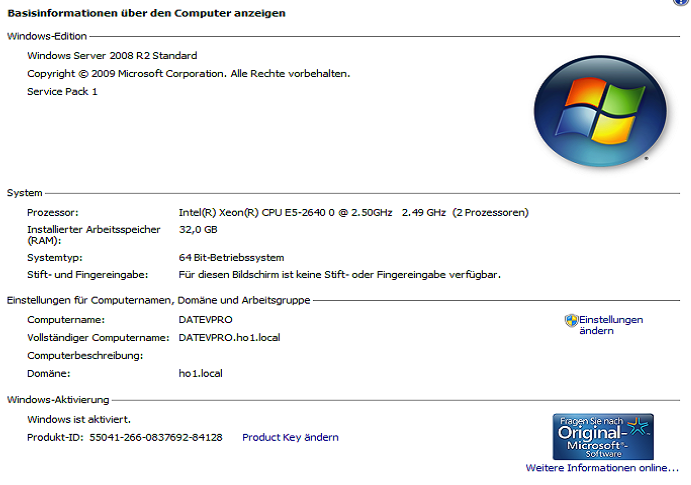 Basisinformationen über den Computer anzeigen
Windows-Edition
Windows Server 2008 R2 Standard
Copyright © 2009 Microsoft Corporation. Alle Rechte vorbehalten.
Service Pack 1
System
Prozessor: Intel(R) Xeon(R) CPU E5-2640 0 @ 2.50GHz 2.49 GHz (2 Prozessoren)
Installierter Arbeitsspeicher 32,0 GB
(RAM):
Systemtyp: 64 Bit-Betriebssystem
Stift- und Fingereingabe: Für diesen Bildschirm ist keine Stift- oder Fingereingabe verfügbar.
Einstellungen für Computernamen, Domäne und Arbeitsgruppe
Computername: DATEVPRO
Einstellungen
ändern
Vollständiger Computername: DATEVPRO.ho1.local
Computerbeschreibung:
Domäne: ho1.local
Windows-Aktivierung
Windows ist aktiviert.
Produkt-ID: 55041-266-0837692-84128 Product Key ändern
Fragen Sie nach
Original-
Microsoft®-
Software
Weitere Informationen online...